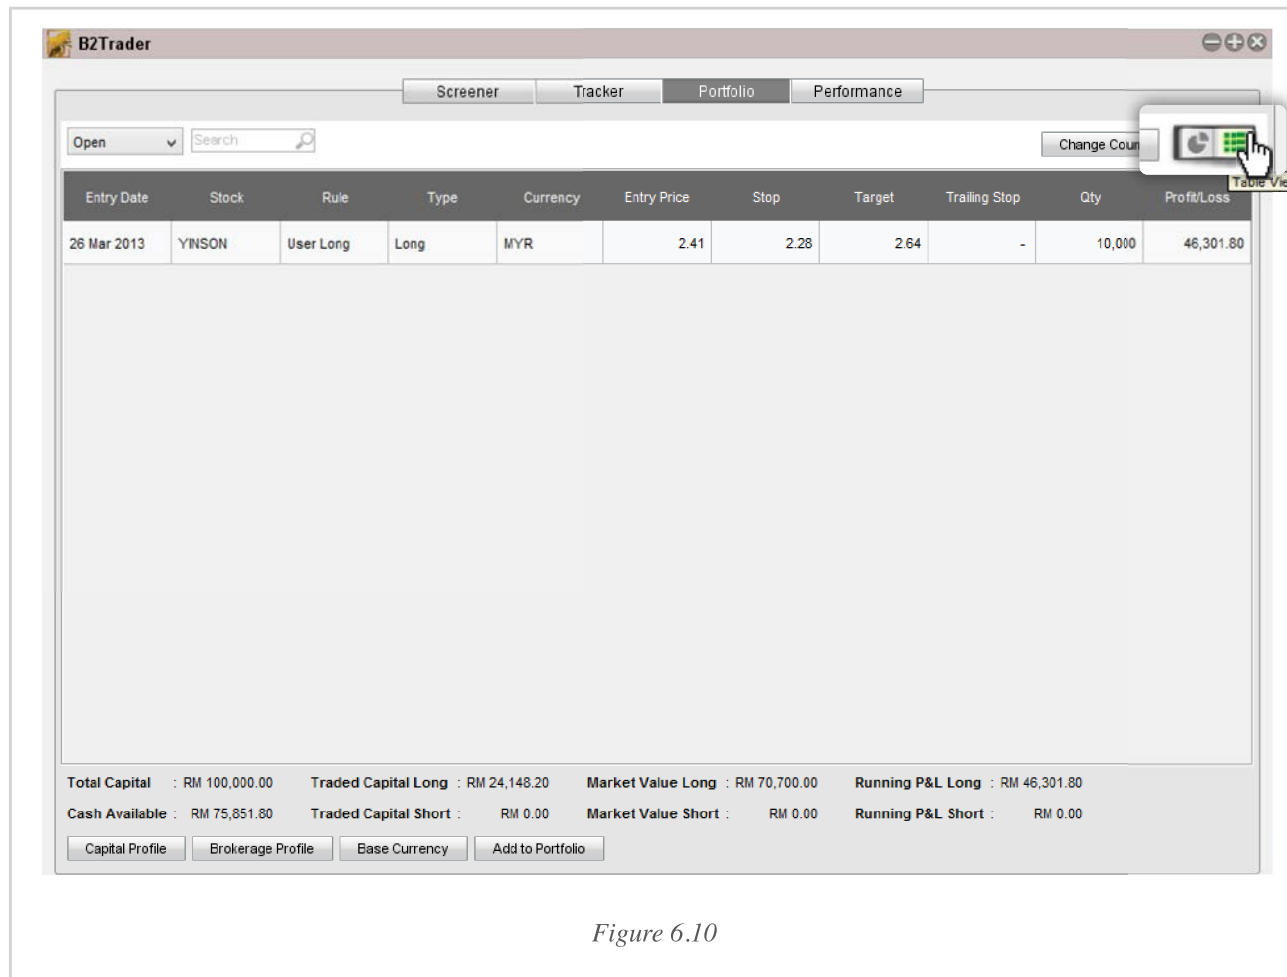 B2Trader
Screener Tracker Portfolio Performance
Open Search Change
Table
Entry Date Stock Rule Type Currency Entry Price Stop Target Trailing Stop Qty Profit/Loss
26 Mar 2013 YINSON User Long Long MYR 2.41 2.28 2.64 - 10,000 46,301.80
Total Capital : RM 100,000.00 Traded Capital Long : RM 24,148.20 Market Value Long : RM 70,700.00 Running P&L Long : RM 46,301.80
Cash Available : RM 75,851.80 Traded Capital Short : RM 0.00 Market Value Short : RM 0.00 Running P&L Short : RM 0.00
Capital Profile Brokerage Profile Base Currency Add to Portfolio
Figure 6.10